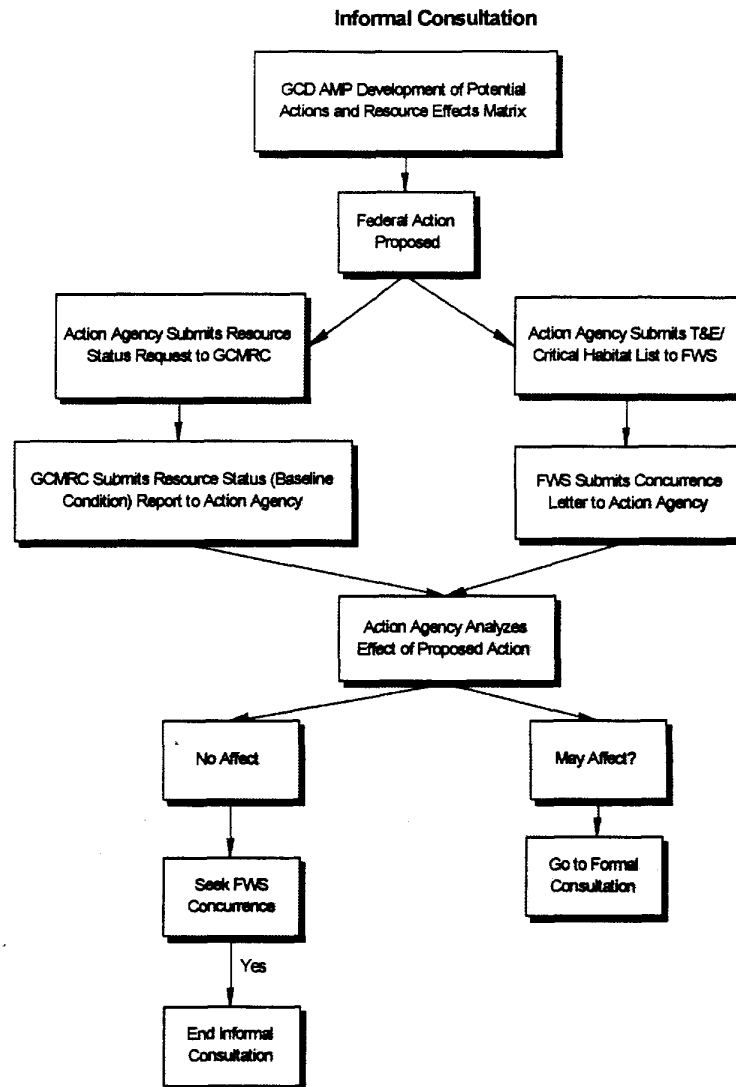 Informal Consultation
GCD AMP Development of Potential
Actions and Resource Effects Matrix
Federal Action
Proposed
Action Agency Submits Resource
Status Request to GCMRC
Action Agency Submits T&E/
Critical Habitat List to FWS
GCMRC Submits Resource Status (Baseline
Condition) Report to Action Agency
FWS Submits Concurrence
Letter to Action Agency
Action Agency Analyzes
Effect of Proposed Action
No Affect
May Affect?
Seek FWS
Concurrence
Go to Formal
Consultation
Yes
End Informal
Consultation